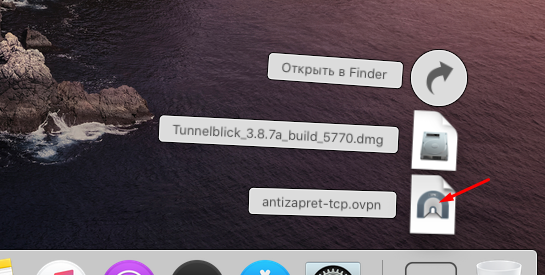 Открыть в Finder
Tunnelblick_3.8.7a_build_5770.dmg
antizapret-tcp.ovpn